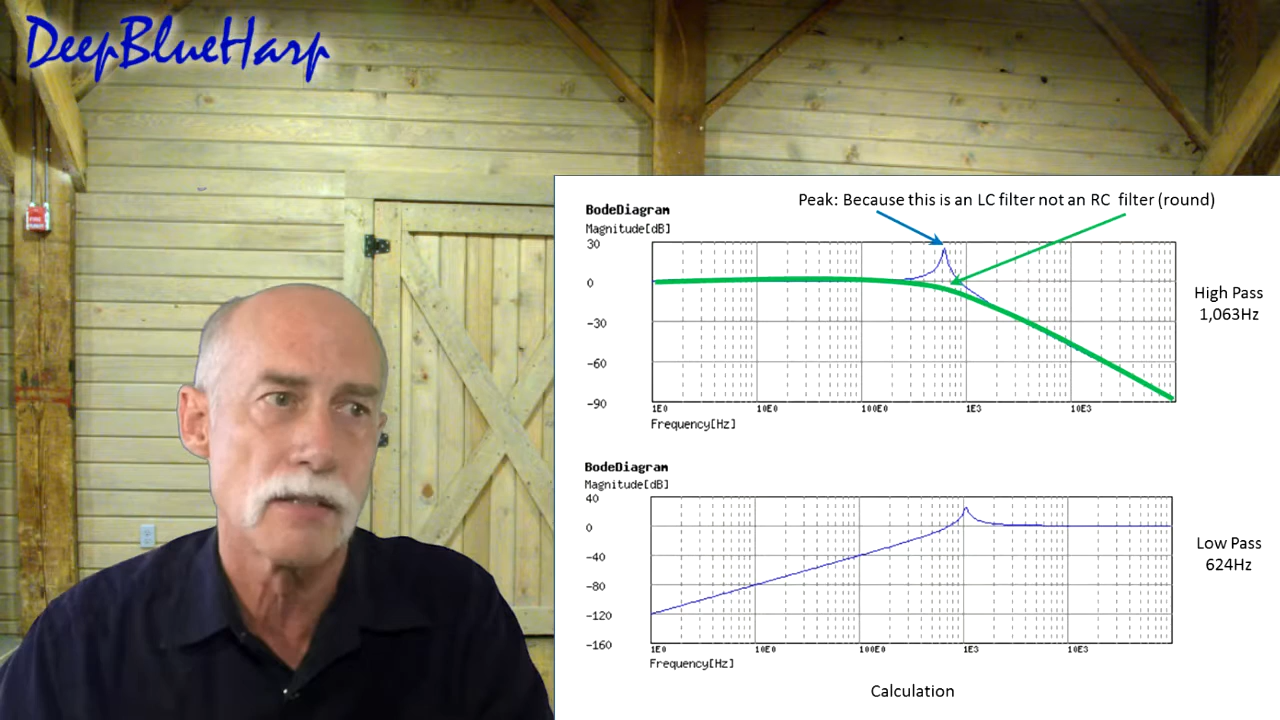 DeepBlueHarp
Peak: Because this is an LC filter not an RC filter (round)
BodeDiagram
Magnitude[dB]
30
0
-30
-60
-90
1E0 10E0 100E0 1E3 10E3
Frequency[Hz]
High Pass
1,063Hz
BodeDiagram
Magnitude[dB]
40
0
-40
-80
-120
-160
1E0 10E0 100E0 1E3 10E3
Frequency[Hz]
Low Pass
624Hz
Calculation
FIRE